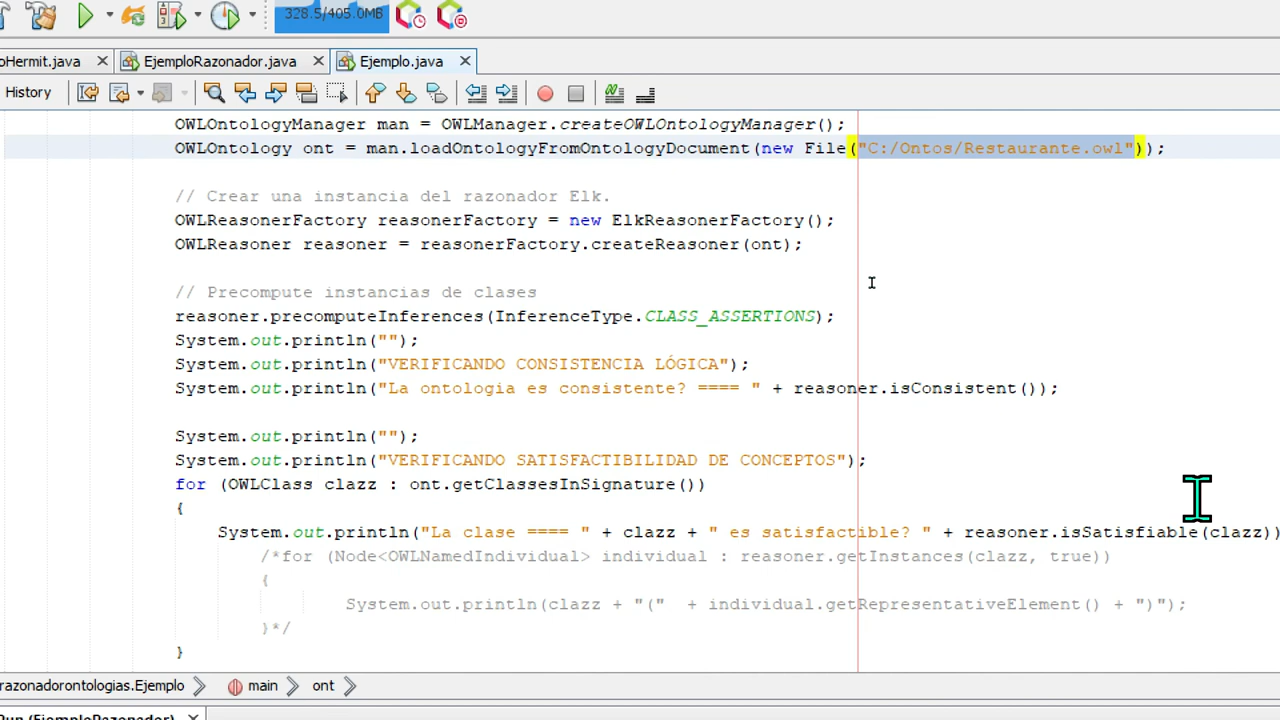 328.5/405.0MB
oHermit.java EjemploRazonador.java Ejemplo.java
History
OWLOntologyManager man = OWLManager.createOWLOntologyManager();
OWLOntology ont = man.loadOntologyFromOntologyDocument(new File("C:/Ontos/Restaurante.owl"));
// Crear una instancia del razonador Elk.
OWLReasonerFactory reasonerFactory = new ElkReasonerFactory();
OWLReasoner reasoner = reasonerFactory.createReasoner(ont);
// Precompute instancias de clases
reasoner.precomputeInferences(InferenceType.CLASS_ASSERTIONS);
System.out.println("");
System.out.println("VERIFICANDO CONSISTENCIA LÓGICA");
System.out.println("La ontologia es consistente? ==== " + reasoner.isConsistent());
System.out.println("");
System.out.println("VERIFICANDO SATISFACTIBILIDAD DE CONCEPTOS");
for (OWLClass clazz : ont.getClassesInSignature())
{
System.out.println("La clase ==== " + clazz + " es satisfactible? " + reasoner.isSatisfiable(clazz))
/*for (Node<OWLNamedIndividual> individual : reasoner.getInstances(clazz, true))
{
System.out.println(clazz + "(" + individual.getRepresentativeElement() + ")");
}*/
}
razonadorontologias.Ejemplo main ont
Run (EjemploRazonador)